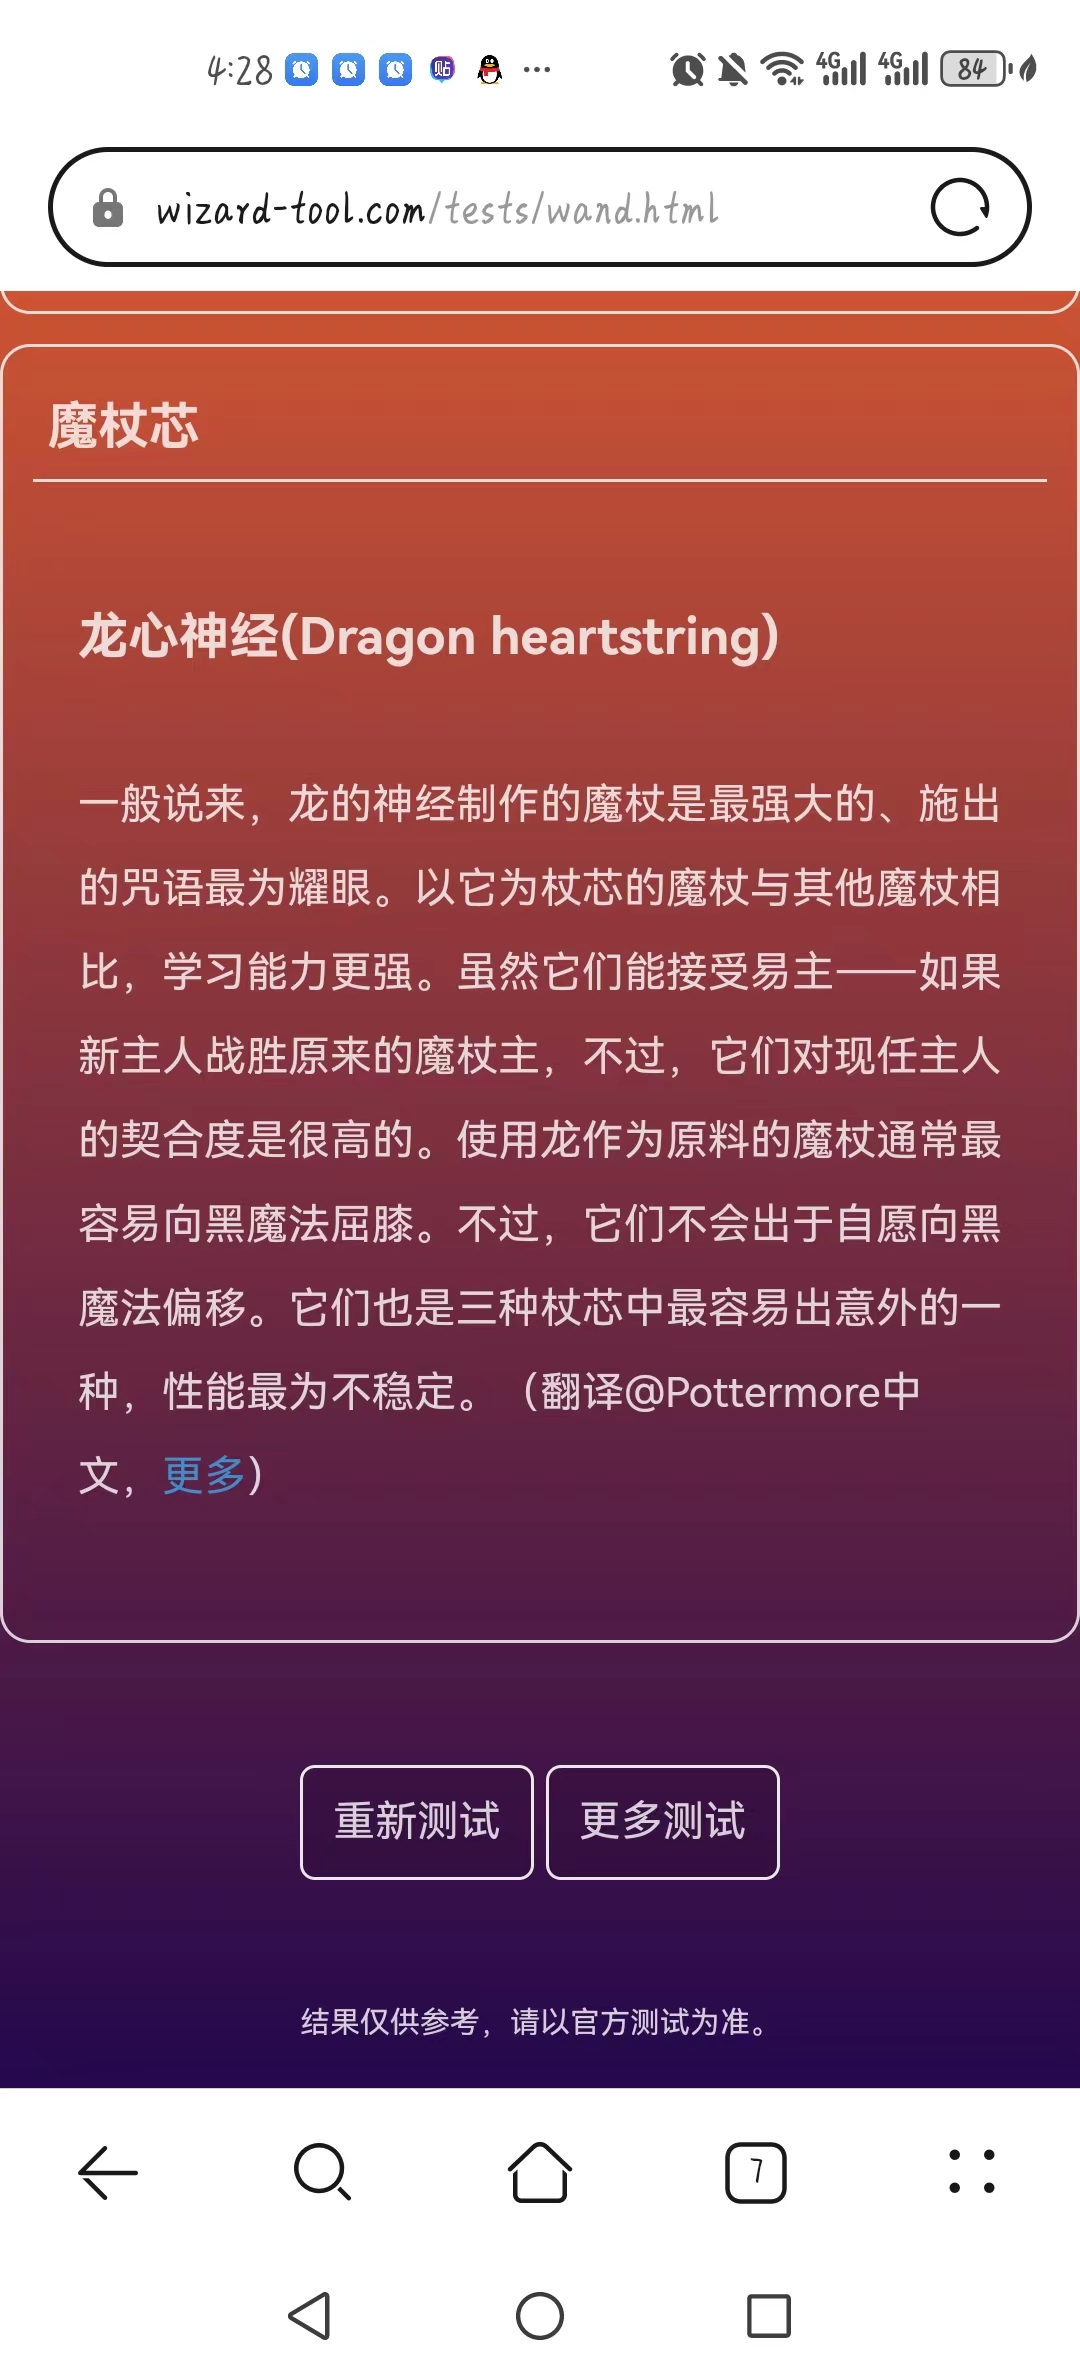 4:28
贴
4G
4G
84
wizard-tool.com/tests/wand.html
魔杖芯
龙心神经(Dragon heartstring)
一般说来，龙的神经制作的魔杖是最强大的、施出
的咒语最为耀眼。以它为杖芯的魔杖与其他魔杖相
比，学习能力更强。虽然它们能接受易主——如果
新主人战胜原来的魔杖主，不过，它们对现任主人
的契合度是很高的。使用龙作为原料的魔杖通常最
容易向黑魔法屈膝。不过，它们不会出于自愿向黑
魔法偏移。它们也是三种杖芯中最容易出意外的一
种，性能最为不稳定。（翻译@Pottermore中
文，更多）
重新测试
更多测试
结果仅供参考，请以官方测试为准。
7